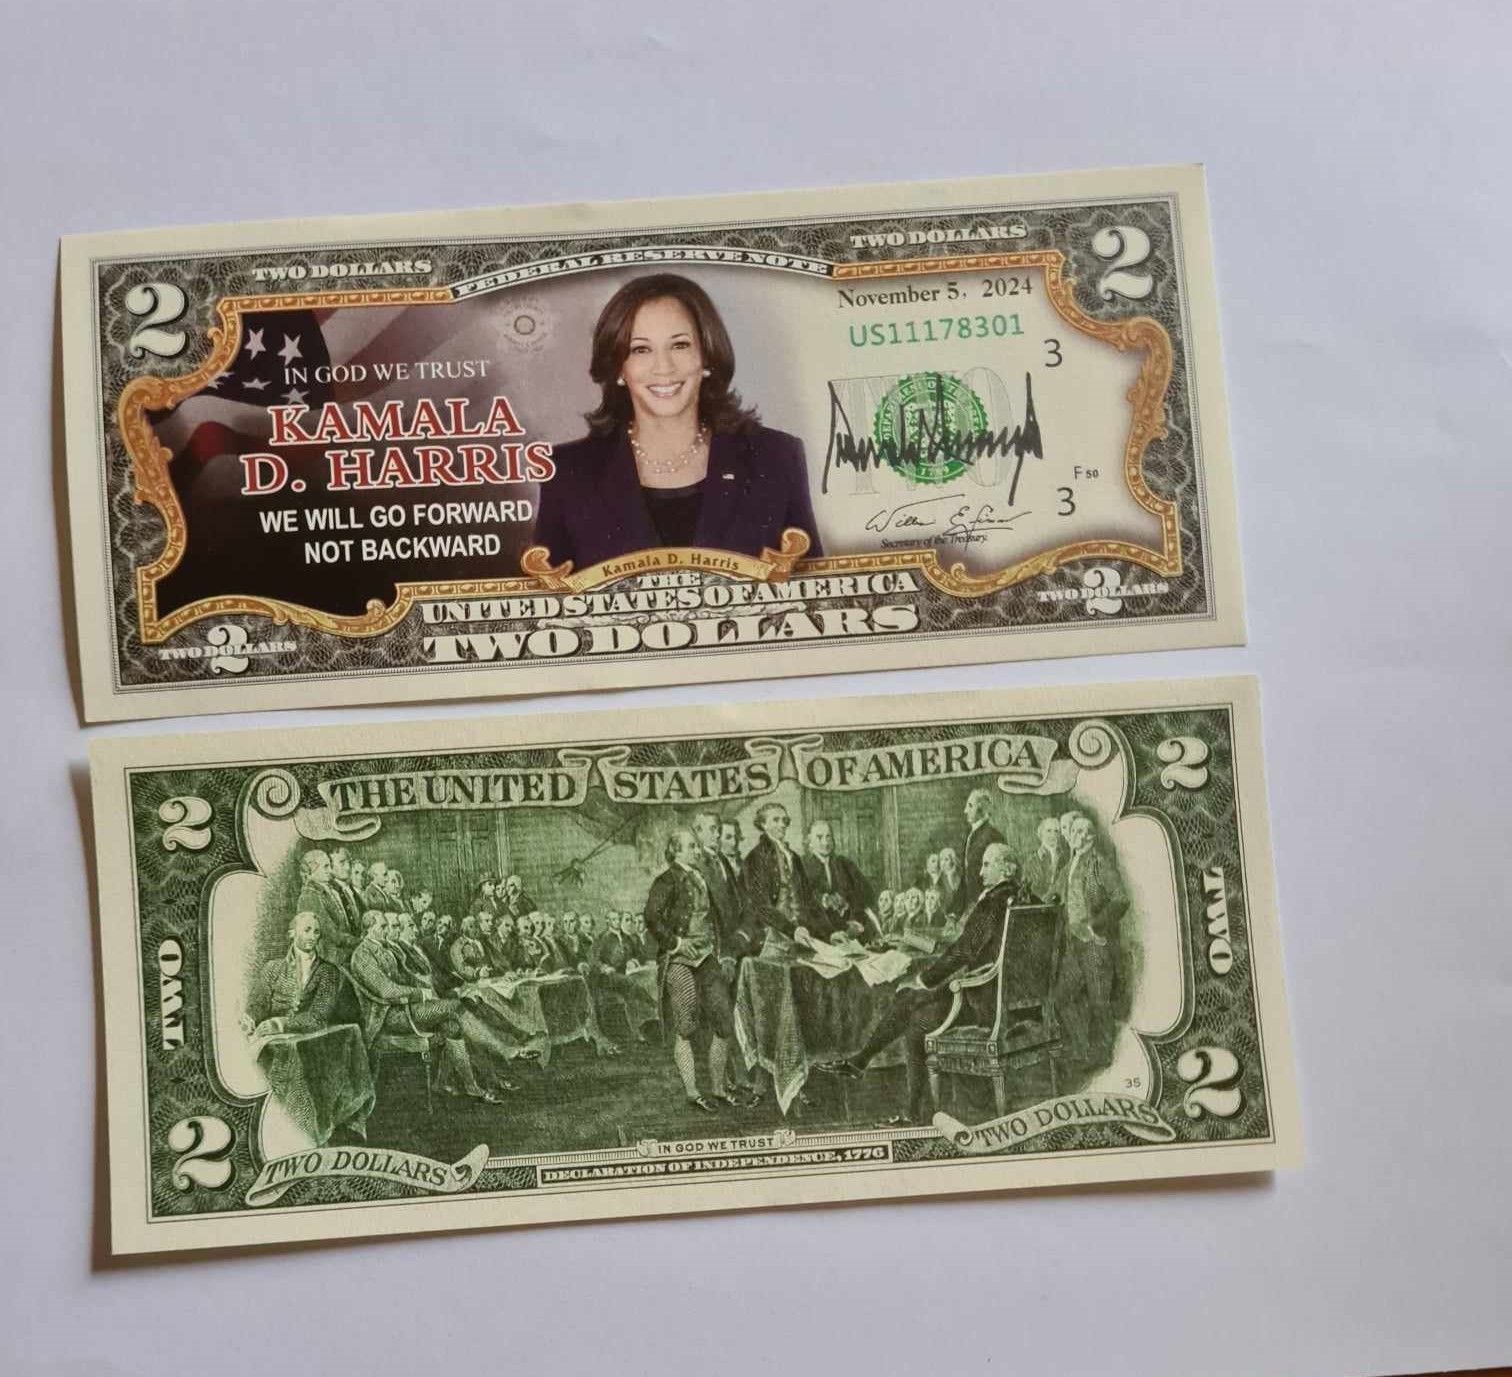 FEDERAL RESERVE NOTE
TWO DOLLARS
TWO DOLLARS
2
2
November 5, 2024
US11178301
3
IN GOD WE TRUST
KAMALA
D. HARRIS
WE WILL GO FORWARD
NOT BACKWARD
F 50
3
Secretary of the Treasury.
Kamala D. Harris
THE
UNITED STATES OF AMERICA
TWO DOLLARS
TWO DOLLARS
2
TWO DOLLARS
2
THE UNITED STATES OF AMERICA
2
2
TWO
TWO
35
2
2
TWO DOLLARS
TWO DOLLARS
IN GOD WE TRUST
DECLARATION OF INDEPENDENCE, 1776